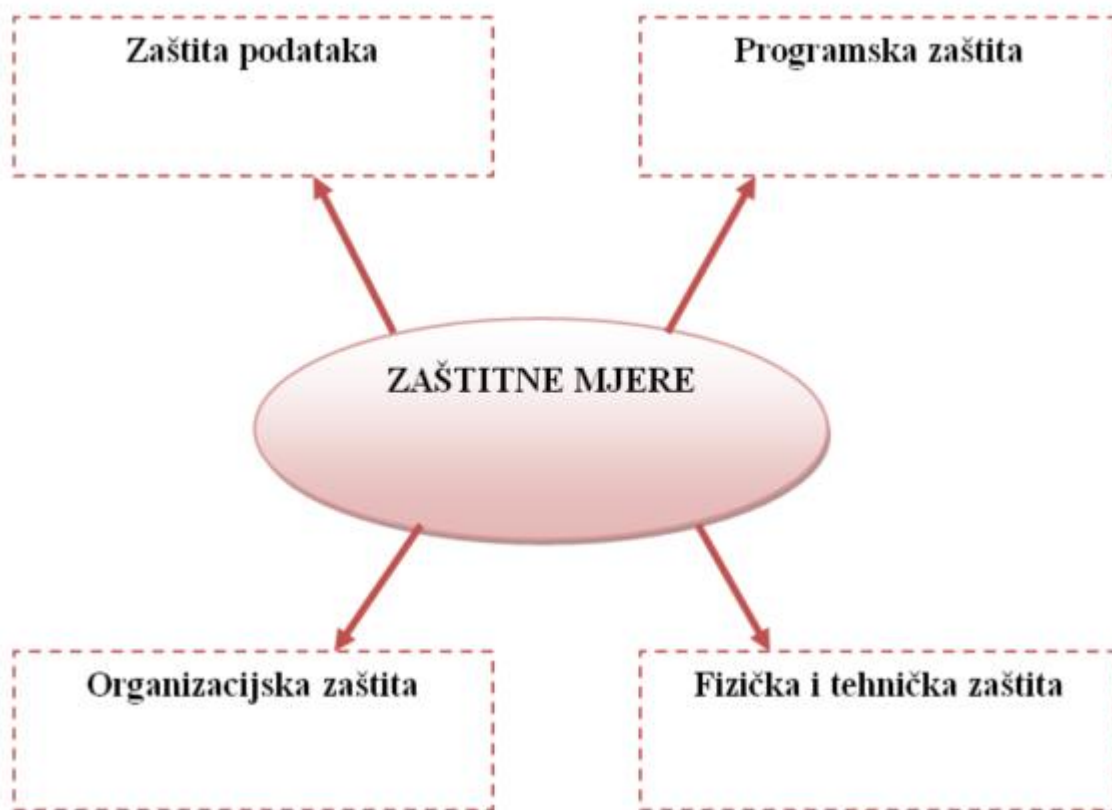 Zaštita podataka
Programska zaštita
ZAŠTITNE MJERE
Organizacijska zaštita
Fizička i tehnička zaštita